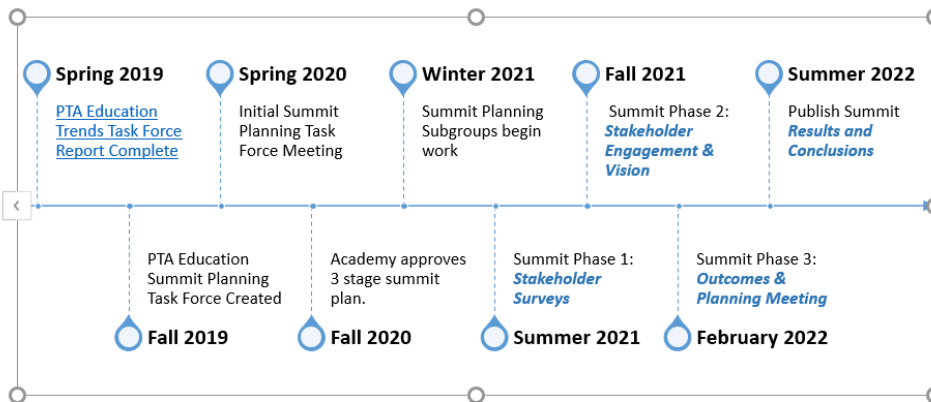 Spring 2019
PTA Education
Trends Task Force
Report Complete
Spring 2020
Initial Summit
Planning Task
Force Meeting
Winter 2021
Summit Planning
Subgroups begin
work
Fall 2021
Summit Phase 2:
Stakeholder
Engagement &
Vision
Summer 2022
Publish Summit
Results and
Conclusions
PTA Education
Summit Planning
Task Force Created
Fall 2019
Academy approves
3 stage summit
plan.
Fall 2020
Summit Phase 1:
Stakeholder
Surveys
Summer 2021
Summit Phase 3:
Outcomes &
Planning Meeting
February 2022